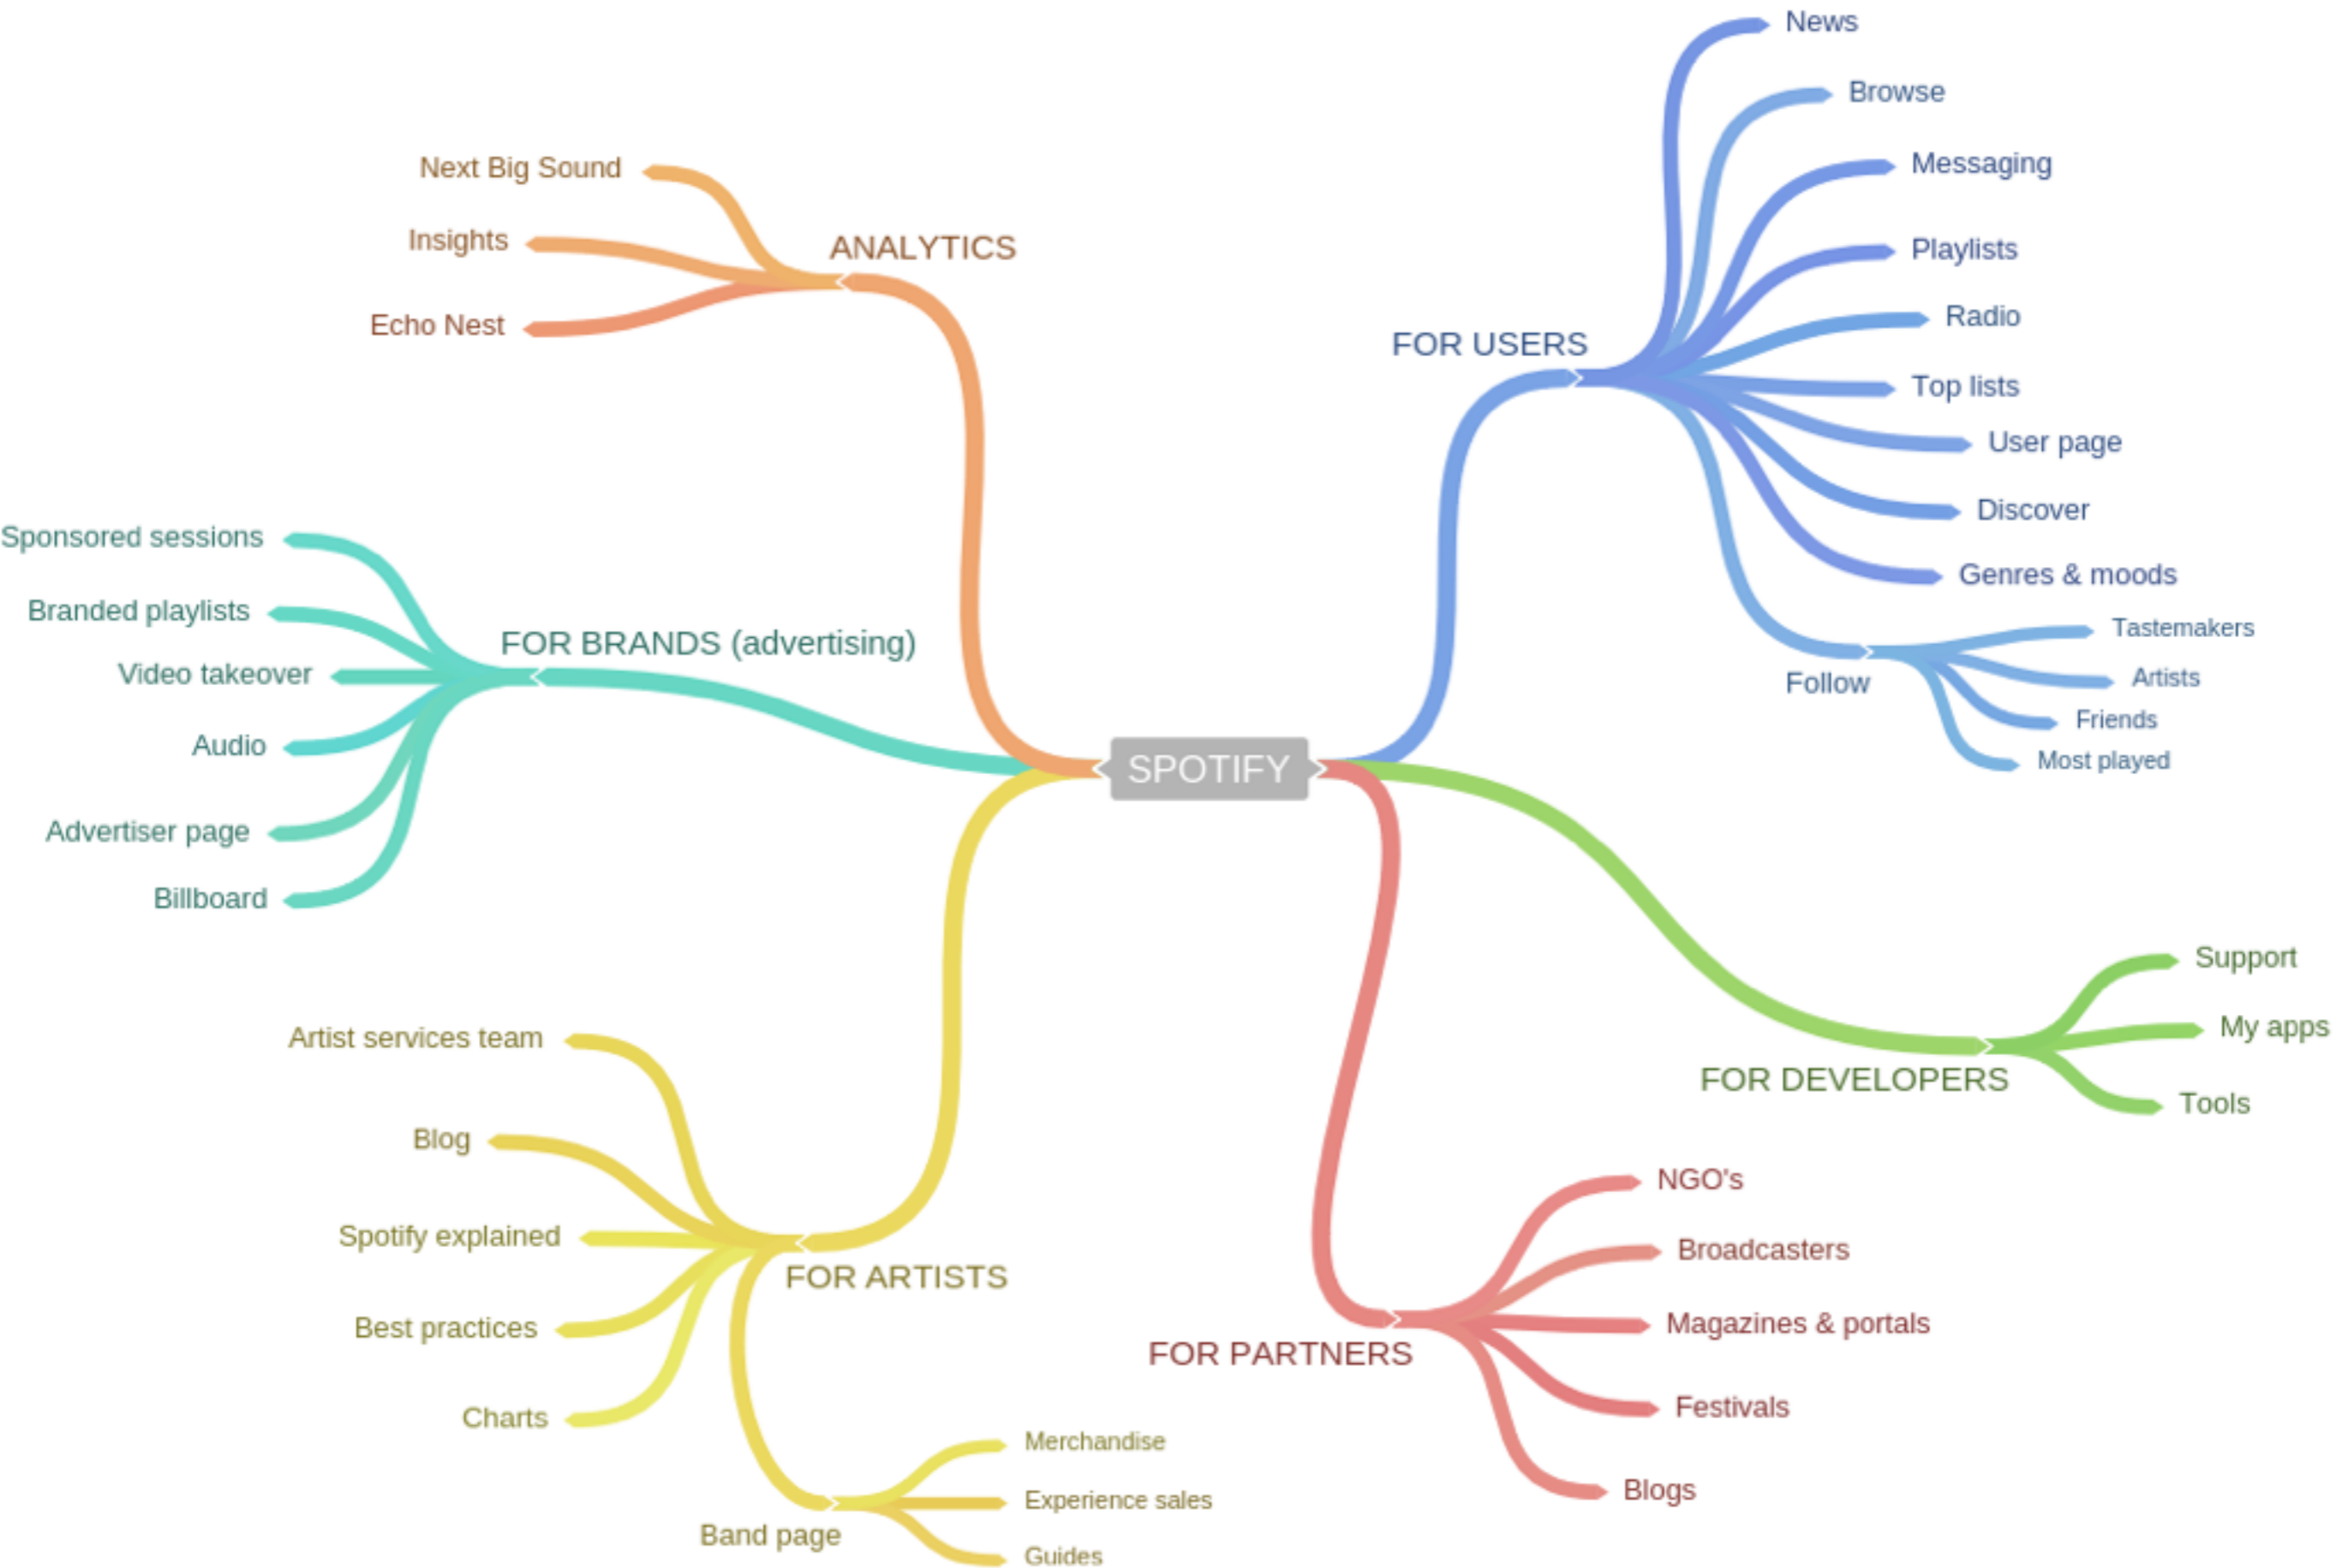 SPOTIFY
ANALYTICS
Next Big Sound
Insights
Echo Nest
FOR BRANDS (advertising)
Sponsored sessions
Branded playlists
Video takeover
Audio
Advertiser page
Billboard
FOR ARTISTS
Artist services team
Blog
Spotify explained
Best practices
Charts
Band page
Merchandise
Experience sales
Guides
FOR USERS
News
Browse
Messaging
Playlists
Radio
Top lists
User page
Discover
Genres & moods
Follow
Tastemakers
Artists
Friends
Most played
FOR DEVELOPERS
Support
My apps
Tools
FOR PARTNERS
NGO's
Broadcasters
Magazines & portals
Festivals
Blogs